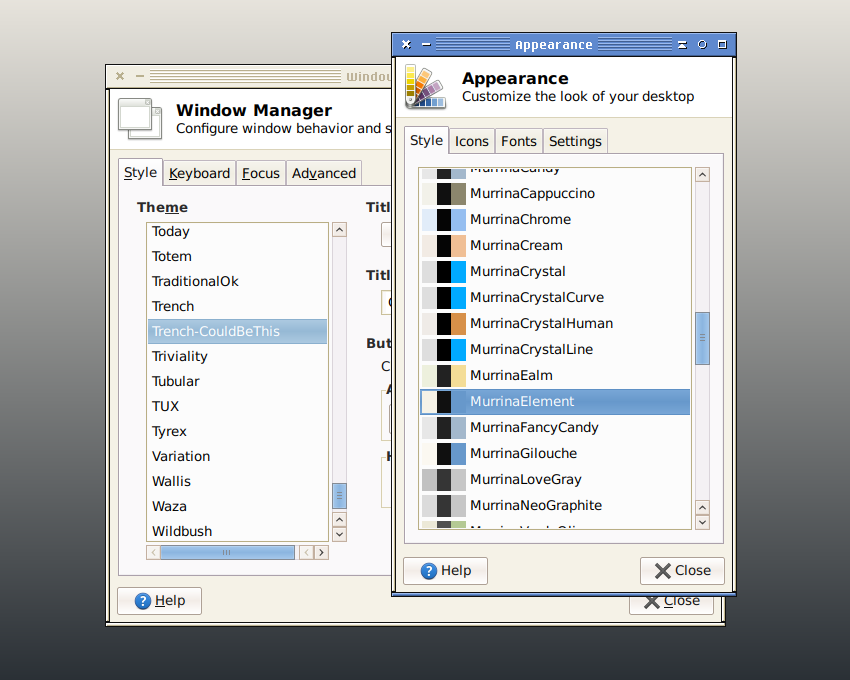 Appearance
Windo
Appearance
Customize the look of your desktop
Window Manager
Configure window behavior and s
Style
Icons
Fonts
Settings
Style
Keyboard
Focus
Advanced
Theme
Today
Totem
TraditionalOk
Trench
Trench-CouldBeThis
Triviality
Tubular
TUX
Tyrex
Variation
Wallis
Waza
Wildbush
Titl
Titl
But
Help
Close
MurrinaCandy
MurrinaCappuccino
MurrinaChrome
MurrinaCream
MurrinaCrystal
MurrinaCrystalCurve
MurrinaCrystalHuman
MurrinaCrystalLine
MurrinaEalm
MurrinaElement
MurrinaFancyCandy
MurrinaGilouche
MurrinaLoveGray
MurrinaNeoGraphite
Help
Close